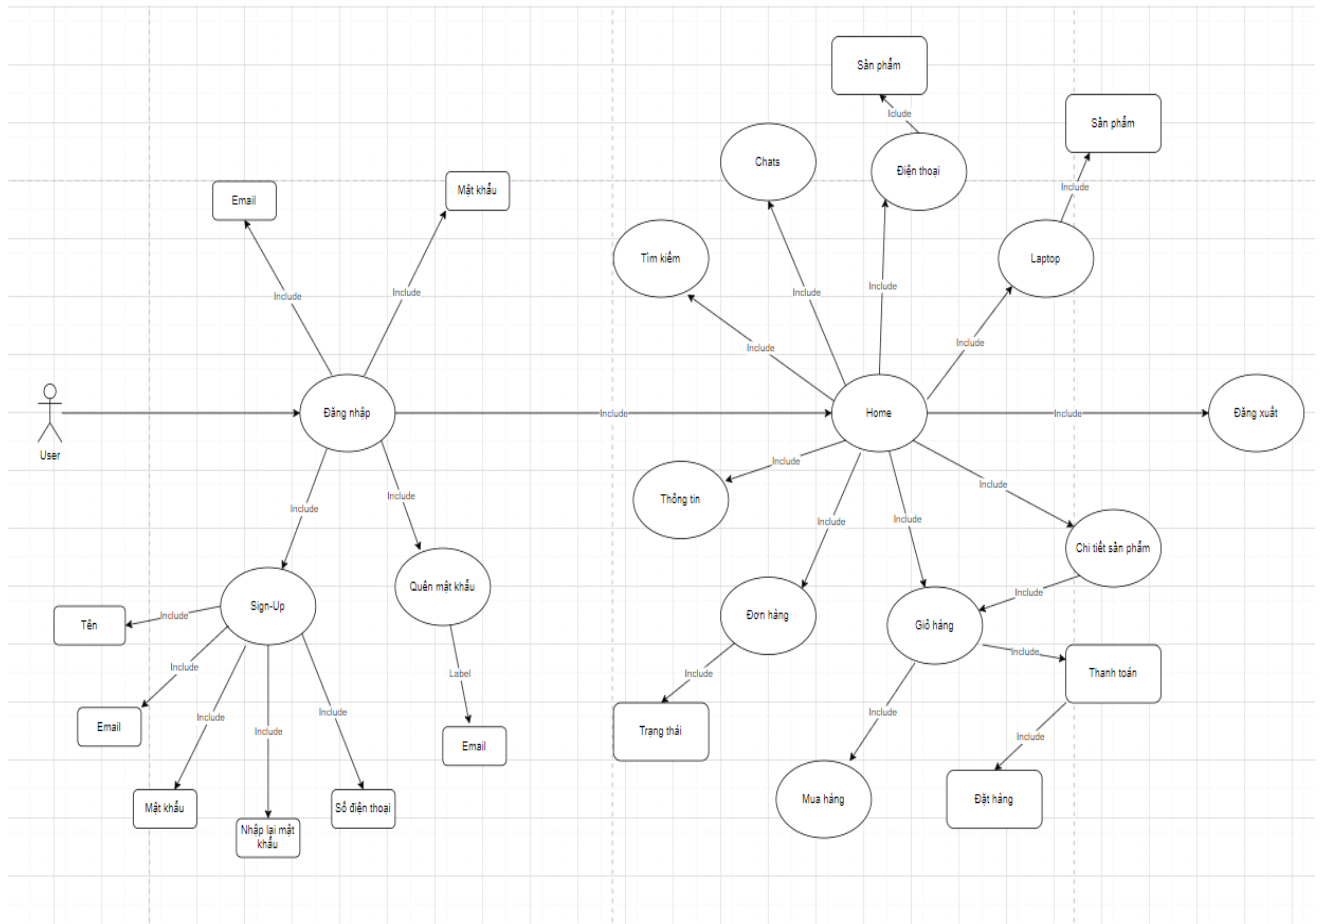 Sản phẩm
Sản phẩm
Iclude
Chats
Điện thoại
Include
Email
Mật khẩu
Tìm kiếm
Laptop
Include
Include
Include
Include
Include
Include
User
Đăng nhập
Include
Home
Include
Đăng xuất
Include
Include
Include
Thông tin
Include
Include
Include
Quên mật khẩu
Chi tiết sản phẩm
Include
Sign-Up
Include
Tên
Đơn hàng
Giỏ hàng
Include
Include
Label
Include
Thanh toán
Email
Include
Include
Include
Include
Email
Trạng thái
Include
Mật khẩu
Nhập lại mật
khẩu
Số điện thoại
Mua hàng
Đặt hàng